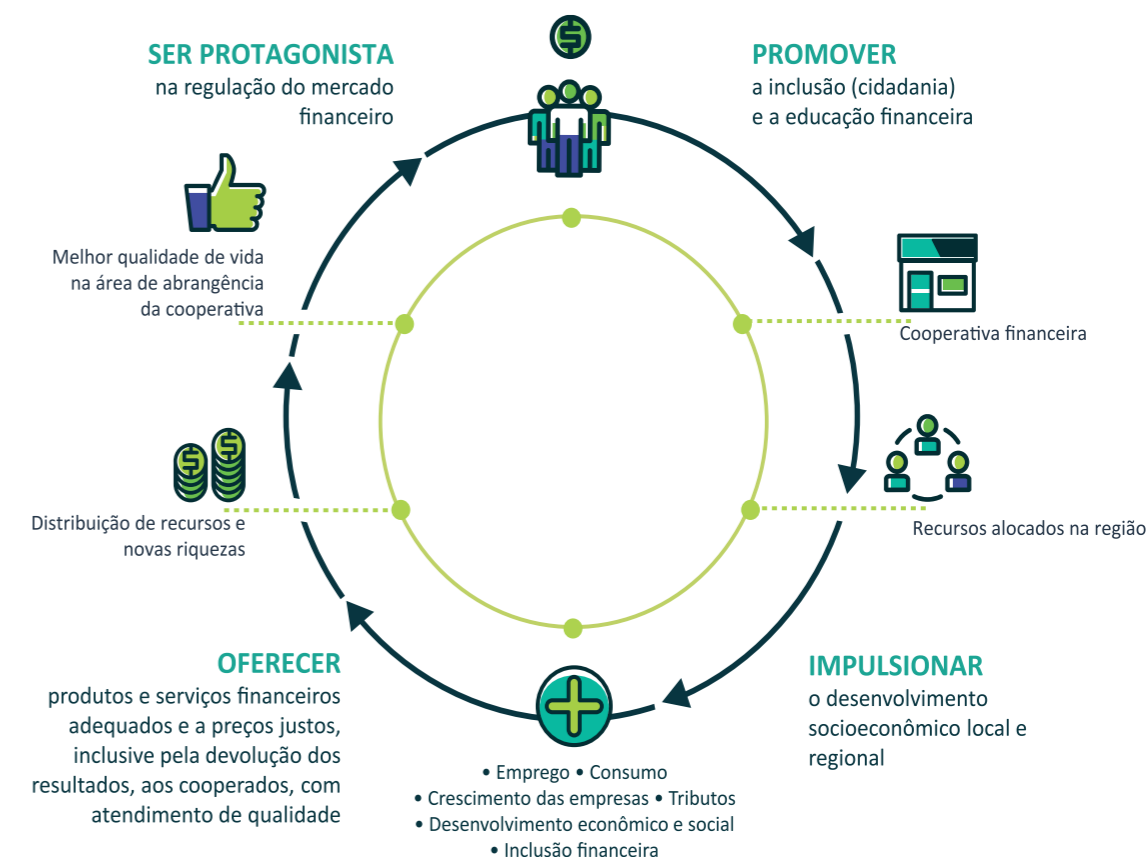 SER PROTAGONISTA
na regulação do mercado
financeiro
PROMOVER
a inclusão (cidadania)
e a educação financeira
Melhor qualidade de vida
na área de abrangência
da cooperativa
Cooperativa financeira
Distribuição de recursos e
novas riquezas
Recursos alocados na região
OFERECER
produtos e serviços financeiros
adequados e a preços justos,
inclusive pela devolução dos
resultados, aos cooperados, com
atendimento de qualidade
IMPULSIONAR
o desenvolvimento
socioeconômico local e
regional
• Emprego • Consumo
• Crescimento das empresas • Tributos
• Desenvolvimento econômico e social
• Inclusão financeira